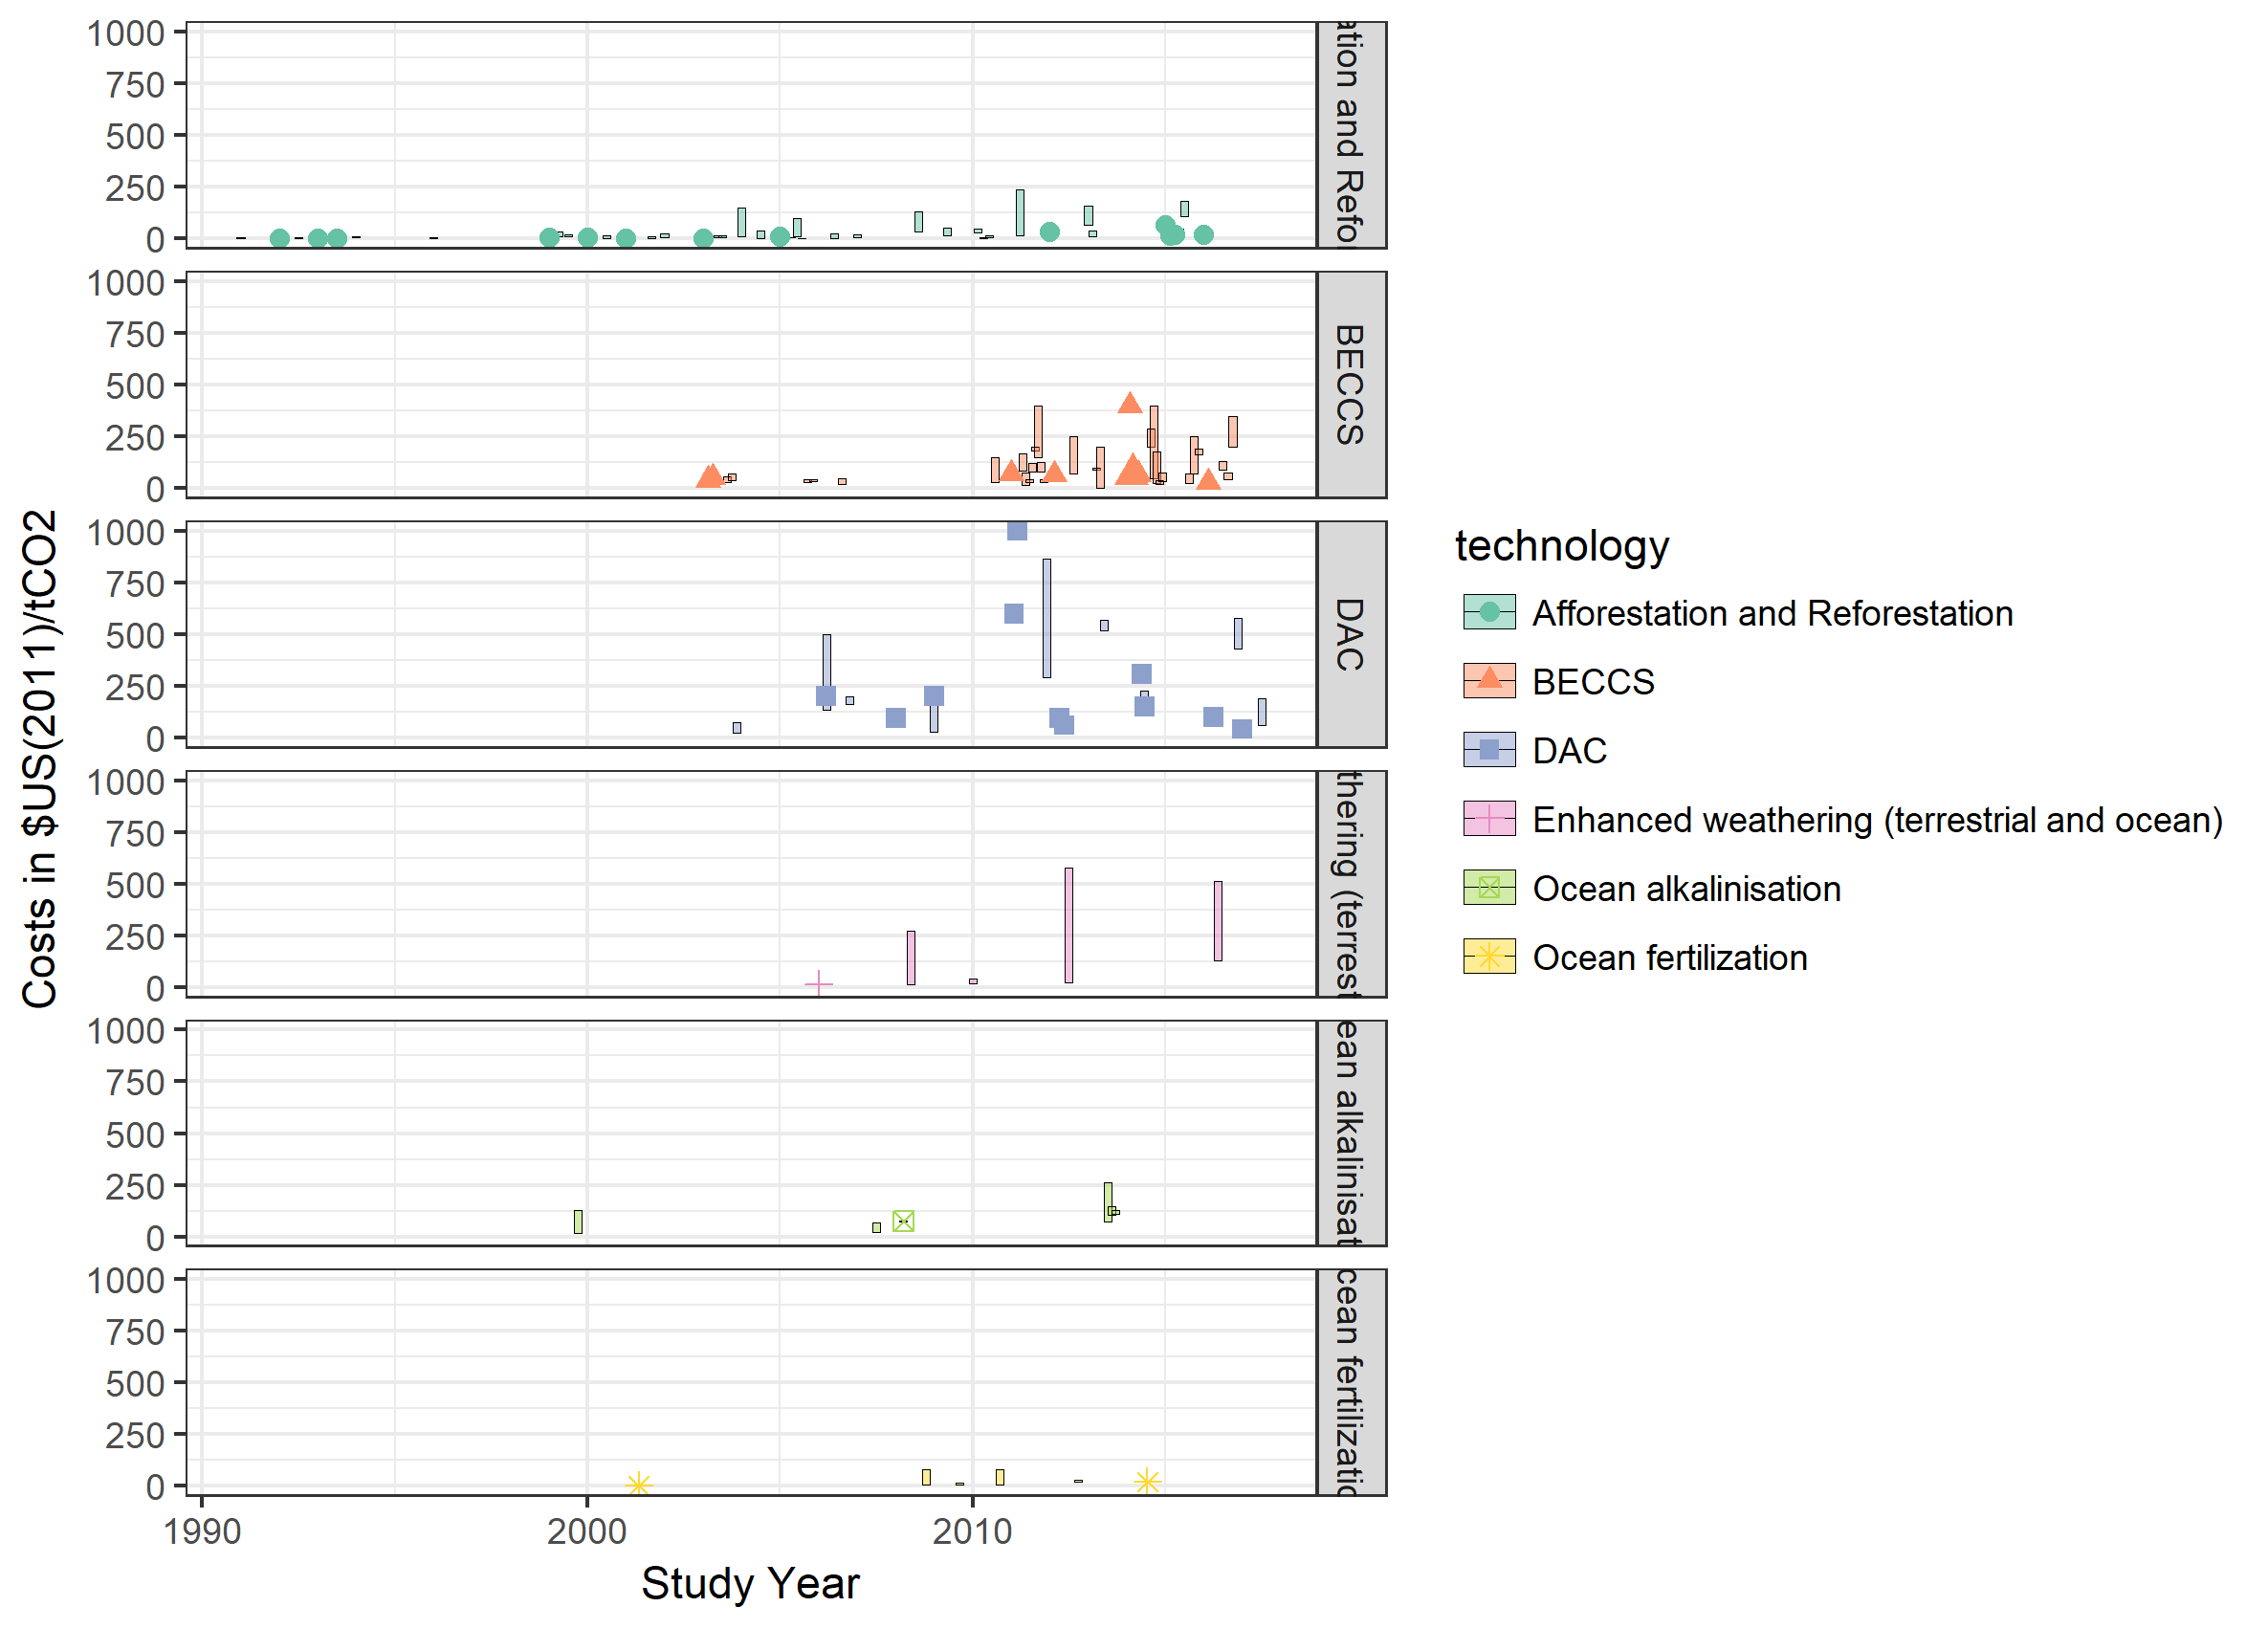 1000
750
500
250
0
ation and Refor
1000
750
500
250
0
BECCS
1000
750
500
250
0
DAC
1000
750
500
250
0
thering (terrest
1000
750
500
250
0
ean alkalinisat
1000
750
500
250
0
cean fertilizatio
1990
2000
2010
Study Year
Costs in $US(2011)/tCO2
technology
Afforestation and Reforestation
BECCS
DAC
Enhanced weathering (terrestrial and ocean)
Ocean alkalinisation
Ocean fertilization